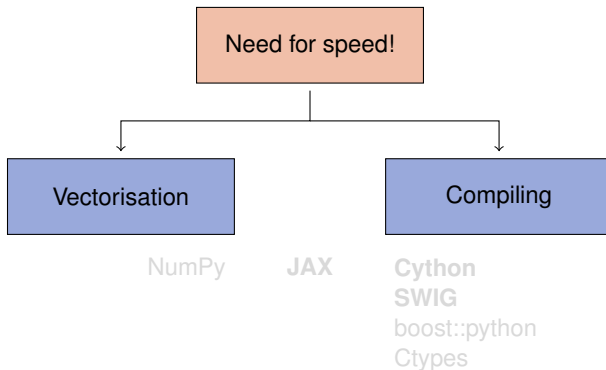 Need for speed!
Vectorisation
Compiling
NumPy JAX Cython
SWIG
boost::python
Ctypes